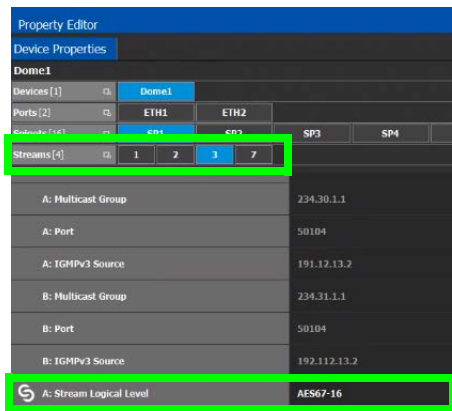 Property Editor
Device Properties
Dome1
Devices [1] Dome1
Ports [2] ETH1 ETH2
Spigots [16] SP1 SP2 SP3 SP4
Streams [4] 1 2 3 7
A: Multicast Group 234.30.1.1
A: Port 50104
A: IGMPv3 Source 191.12.13.2
B: Multicast Group 234.31.1.1
B: Port 50104
B: IGMPv3 Source 192.112.13.2
A: Stream Logical Level AES67-16